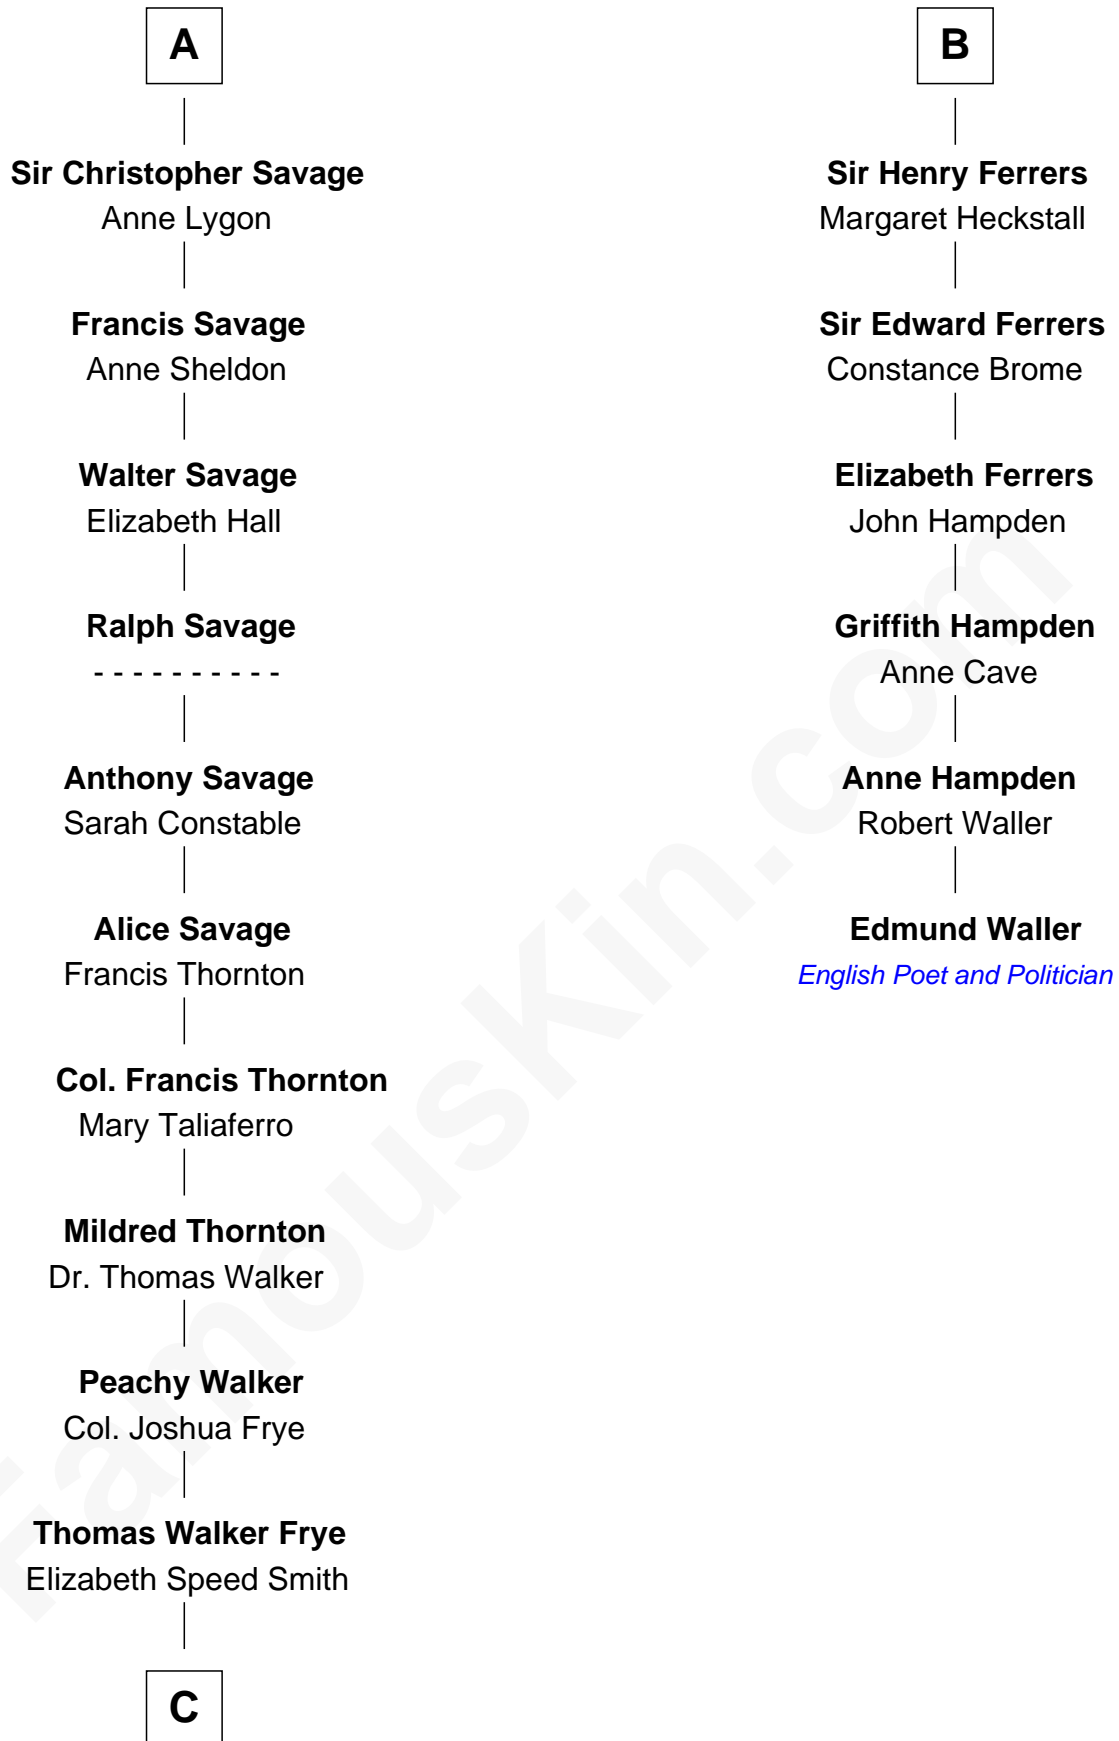 A
Sir Christopher Savage
Anne Lygon
Francis Savage
Anne Sheldon
Walter Savage
Elizabeth Hall
Ralph Savage
- - - - - - - - - -
Anthony Savage
Sarah Constable
Alice Savage
Francis Thornton
Col. Francis Thornton
Mary Taliaferro
Mildred Thornton
Dr. Thomas Walker
Peachy Walker
Col. Joshua Frye
Thomas Walker Frye
Elizabeth Speed Smith
C
B
Sir Henry Ferrers
Margaret Heckstall
Sir Edward Ferrers
Constance Brome
Elizabeth Ferrers
John Hampden
Griffith Hampden
Anne Cave
Anne Hampden
Robert Waller
Edmund Waller
English Poet and Politician
FamousKin.com